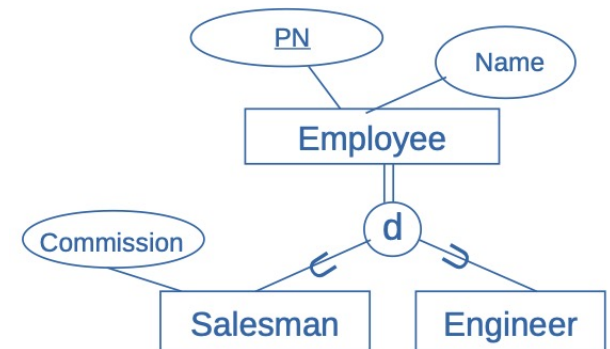 PN
Name
Employee
d
Commission
Salesman
Engineer